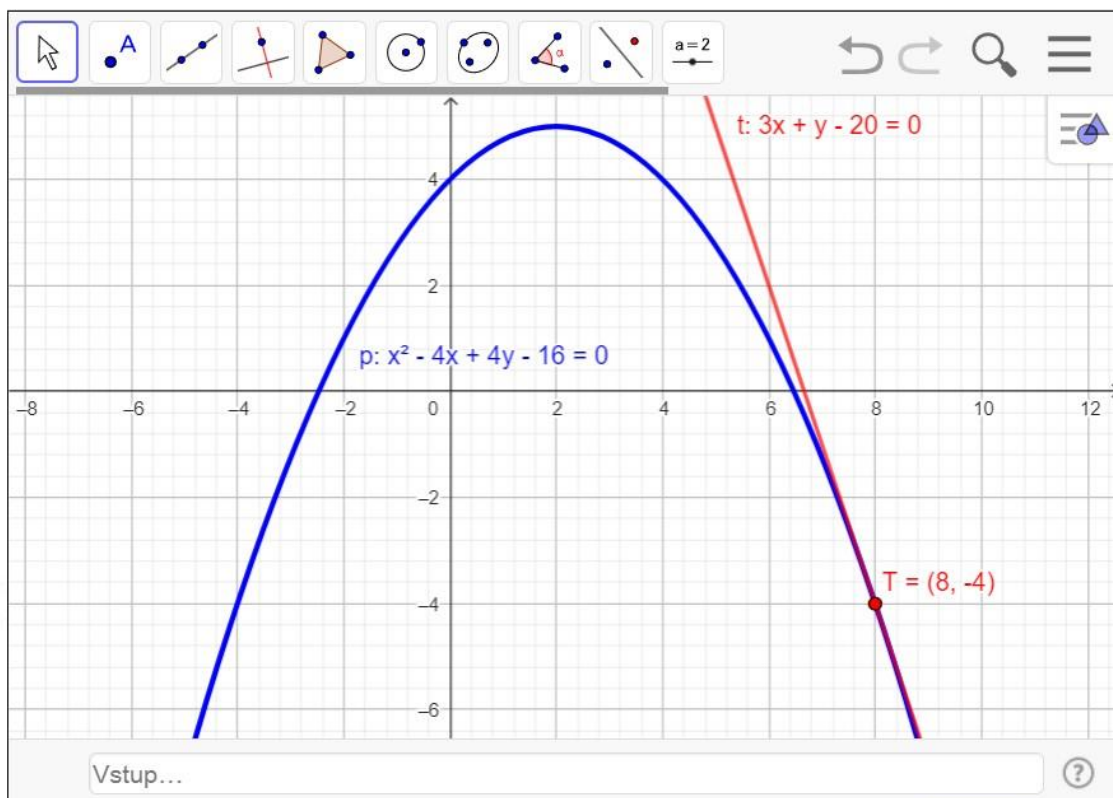 A
α
a = 2
t: 3x + y - 20 = 0
4
2
p: x² - 4x + 4y - 16 = 0
–8 –6 –4 –2 0 2 4 6 8 10 12
–2
T = (8, -4)
–4
–6
Vstup…
?